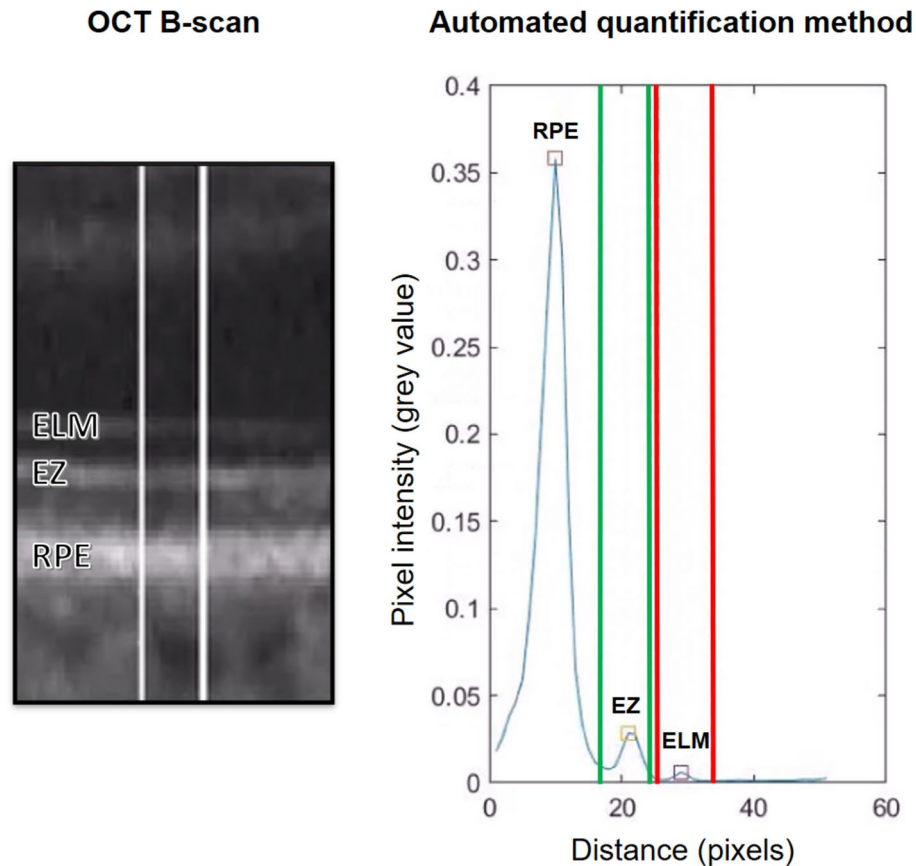 OCT B-scan
Automated quantification method
ELM
EZ
RPE
0.4
0.35
0.3
0.25
0.2
0.15
0.1
0.05
0
Pixel intensity (grey value)
RPE
EZ
ELM
0 20 40 60
Distance (pixels)